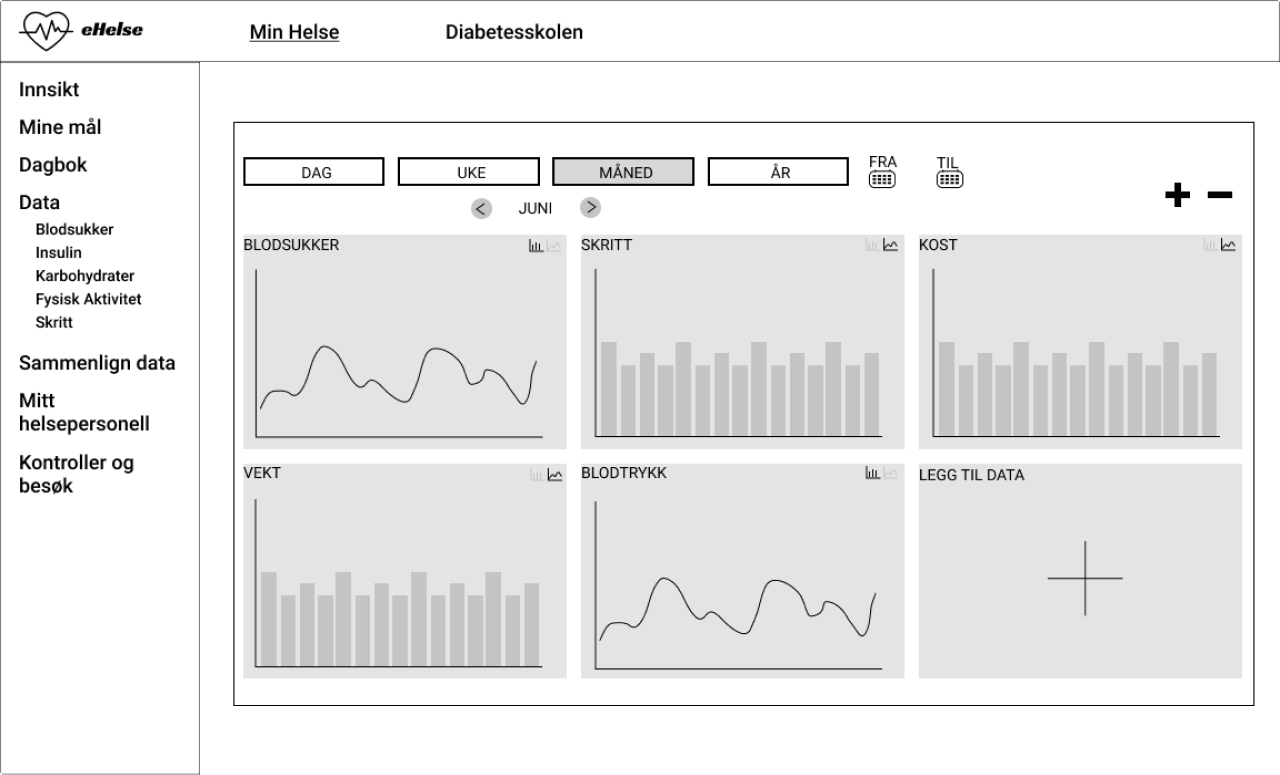 eHelse
Min Helse
Diabetesskolen
Innsikt
Mine mål
Dagbok
Data
Blodsukker
Insulin
Karbohydrater
Fysisk Aktivitet
Skritt
Sammenlign data
Mitt
helsepersonell
Kontroller og
besøk
DAG
UKE
MÅNED
ÅR
FRA
TIL
< JUNI >
BLODSUKKER
SKRITT
KOST
VEKT
BLODTRYKK
LEGG TIL DATA